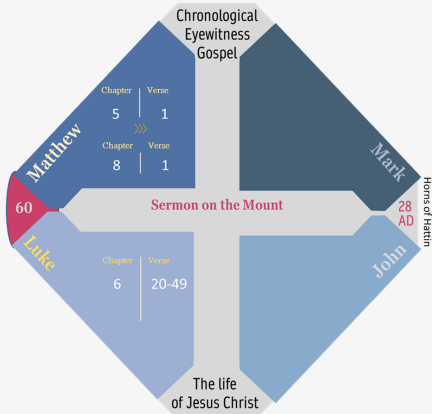 Chronological
Eyewitness
Gospel
Matthew
Chapter Verse
5 1
Chapter Verse
8 1
Mark
60
Sermon on the Mount
28
AD
Horns of Hattin
Luke
Chapter Verse
6 20-49
John
The life
of Jesus Christ